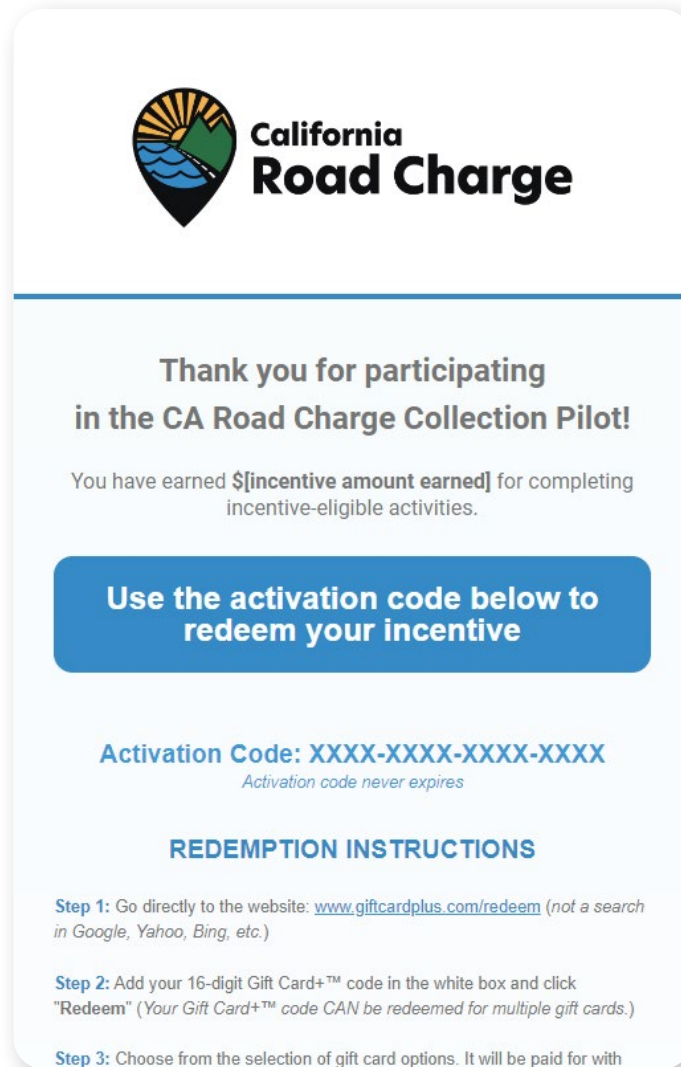 California
Road Charge
Thank you for participating
in the CA Road Charge Collection Pilot!
You have earned $[incentive amount earned] for completing
incentive-eligible activities.
Use the activation code below to
redeem your incentive
Activation Code: XXXX-XXXX-XXXX-XXXX
Activation code never expires
REDEMPTION INSTRUCTIONS
Step 1: Go directly to the website: www.giftcardplus.com/redeem (not a search
in Google, Yahoo, Bing, etc.)
Step 2: Add your 16-digit Gift Card+™ code in the white box and click
"Redeem" (Your Gift Card+™ code CAN be redeemed for multiple gift cards.)
Step 3: Choose from the selection of gift card options. It will be paid for with